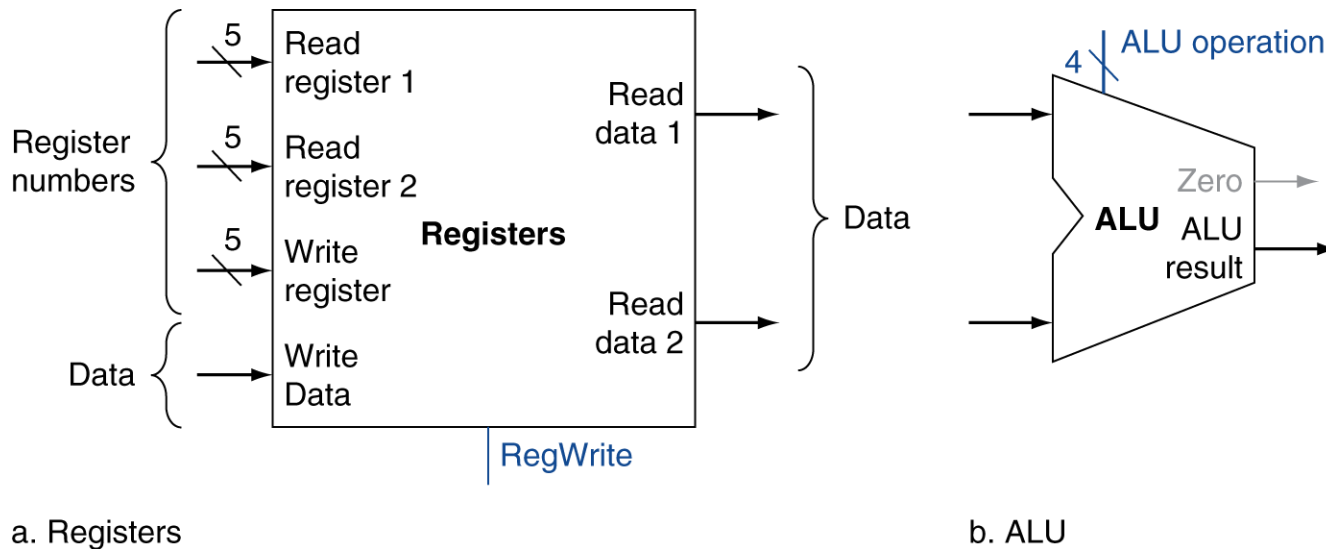 Register
numbers
Data
5
Read
register 1
5
Read
register 2
5
Write
register
Write
Data
Registers
Read
data 1
Read
data 2
RegWrite
Data
4
ALU operation
Zero
ALU
ALU
result
a. Registers
b. ALU